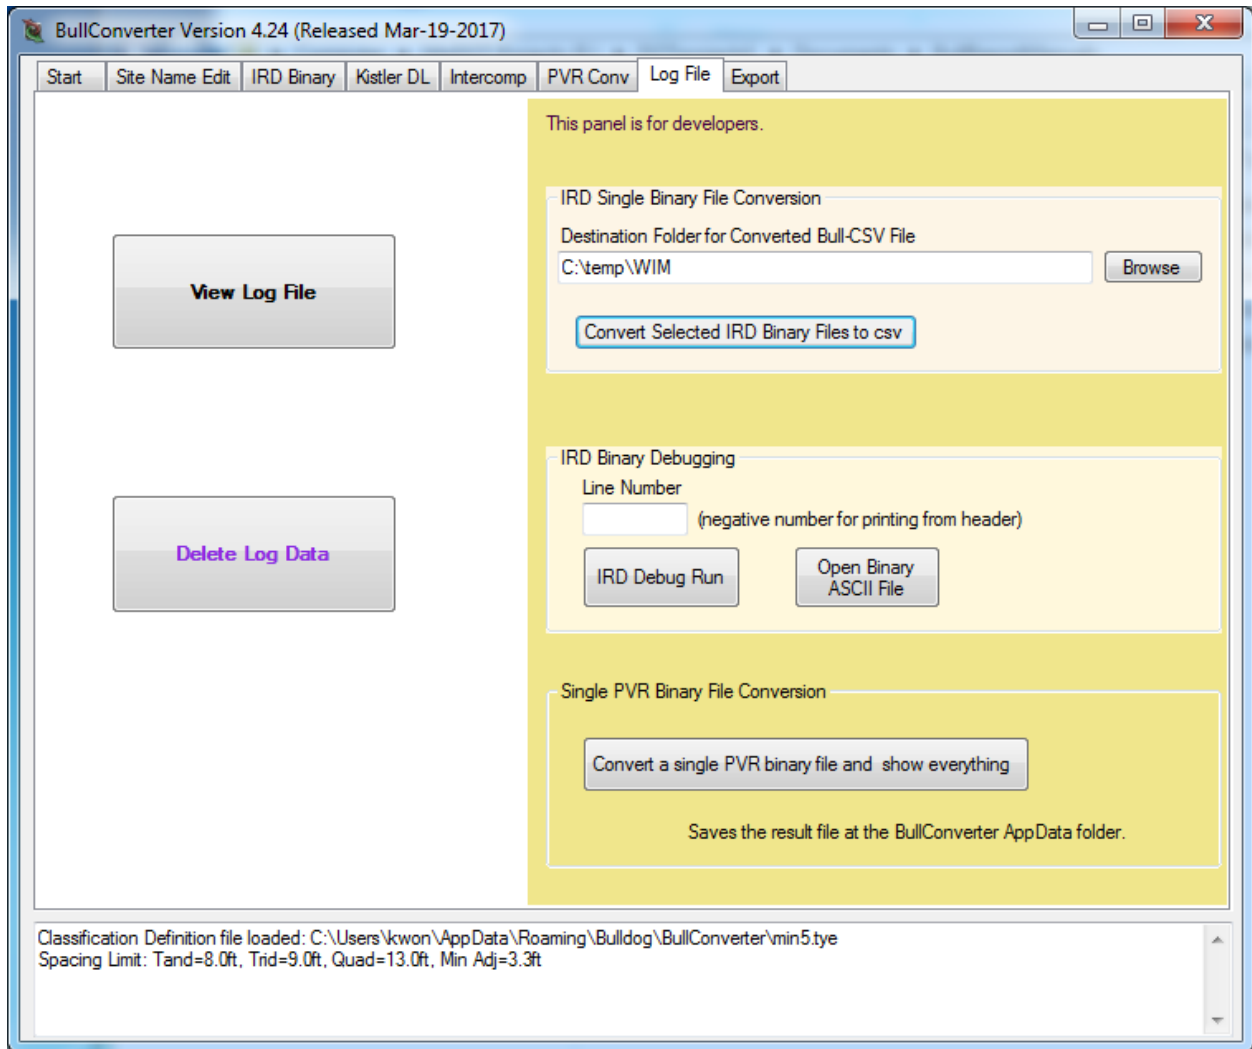 BullConverter Version 4.24 (Released Mar-19-2017)
Start Site Name Edit IRD Binary Kistler DL Intercomp PVR Conv Log File Export
View Log File
Delete Log Data
This panel is for developers.
IRD Single Binary File Conversion
Destination Folder for Converted Bull-CSV File
C:\temp\WIM Browse
Convert Selected IRD Binary Files to csv
IRD Binary Debugging
Line Number
(negative number for printing from header)
IRD Debug Run
Open Binary
ASCII File
Single PVR Binary File Conversion
Convert a single PVR binary file and  show everything
Saves the result file at the BullConverter AppData folder.
Classification Definition file loaded: C:\Users\kwon\AppData\Roaming\Bulldog\BullConverter\min5.tye
Spacing Limit: Tand=8.0ft, Trid=9.0ft, Quad=13.0ft, Min Adj=3.3ft